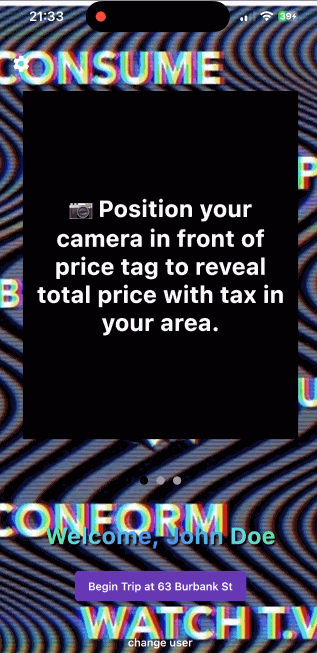 21:33
39
CONSUME
📷 Position your
camera in front of
price tag to reveal
total price with tax in
your area.
P
B
U
CONFORM
Welcome, John Doe
Begin Trip at 63 Burbank St
WATCH T.V
change user